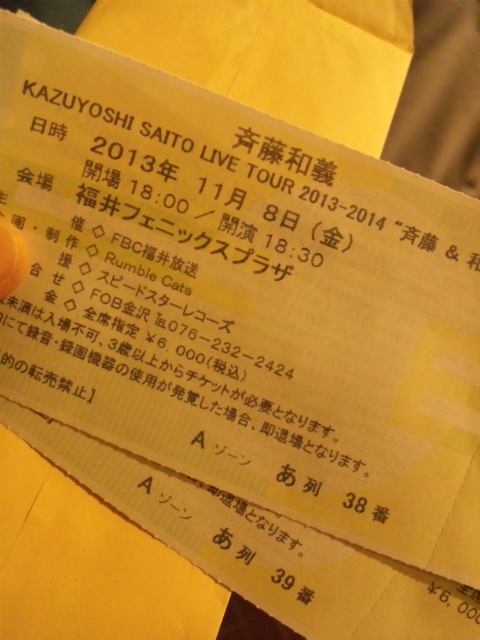 斉藤和義
KAZUYOSHI SAITO LIVE TOUR 2013-2014 "斉藤 & 和
日時 2013年 11月 8日(金)
開場 18:00 / 開演 18:30
会場 福井フェニックスプラザ
主 催 ◇ FBC福井放送
画・制作 ◇ Rumble Cats
援 ◇ スピードスターレコーズ
合せ ◇ FOB金沢 ℡076-232-2424
金 ◇ 全席指定 ¥6,000(税込)
未満は入場不可、3歳以上からチケットが必要となります。
にて録音・録画機器の使用が発覚した場合、即退場となります。
的の転売禁止】
A ゾーン あ列 38番
、即退場となります。
A ゾーン あ列 39番
¥6,000